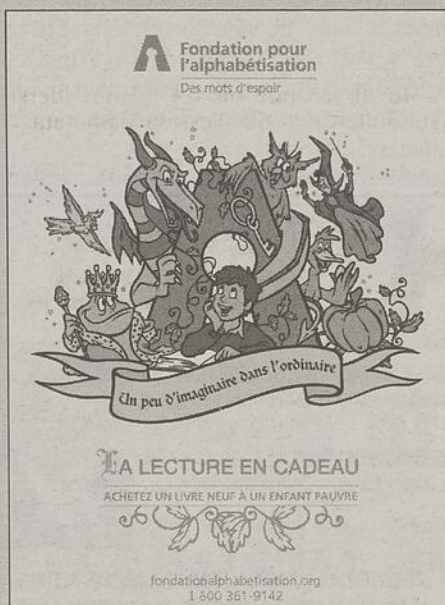 Fondation pour
l'alphabétisation
Des mots d'espoir
Un peu d'imaginaire dans l'ordinaire
LA LECTURE EN CADEAU
ACHETEZ UN LIVRE NEUF À UN ENFANT PAUVRE
fondationalphabetisation.org
1 800 361-9142